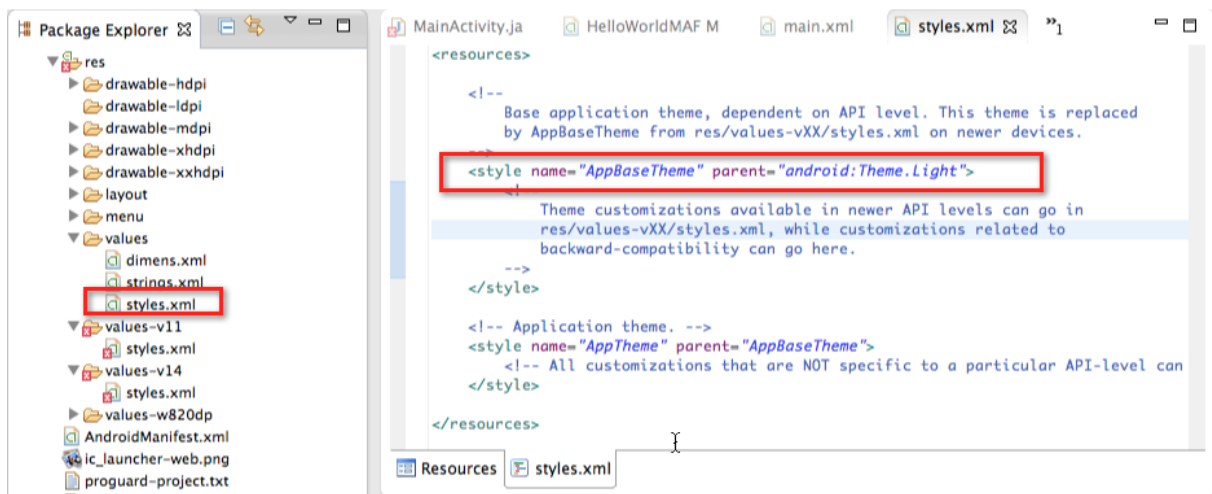 Package Explorer
res
drawable-hdpi
drawable-ldpi
drawable-mdpi
drawable-xhdpi
drawable-xxhdpi
layout
menu
values
dimens.xml
strings.xml
styles.xml
values-v11
styles.xml
values-v14
styles.xml
values-w820dp
AndroidManifest.xml
ic_launcher-web.png
proguard-project.txt
MainActivity.ja HelloWorldMAF M main.xml styles.xml »1
<resources>
<!--
Base application theme, dependent on API level. This theme is replaced
by AppBaseTheme from res/values-vXX/styles.xml on newer devices.
-->
<style name="AppBaseTheme" parent="android:Theme.Light">
<!--
Theme customizations available in newer API levels can go in
res/values-vXX/styles.xml, while customizations related to
backward-compatibility can go here.
-->
</style>
<!-- Application theme. -->
<style name="AppTheme" parent="AppBaseTheme">
<!-- All customizations that are NOT specific to a particular API-level can
</style>
</resources>
Resources styles.xml